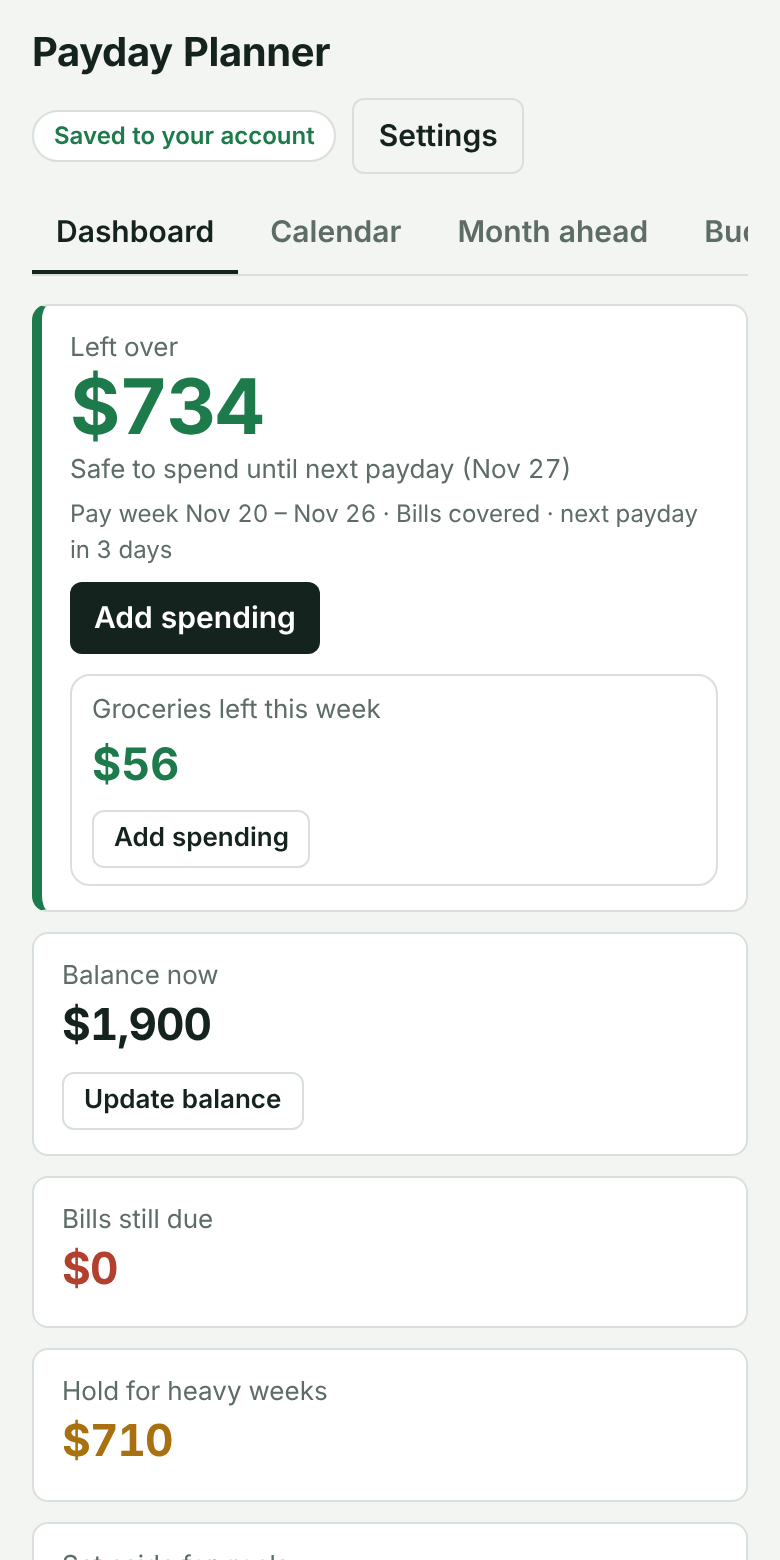 Payday Planner
Saved to your account
Settings
Dashboard
Calendar
Month ahead
Left over
$734
Safe to spend until next payday (Nov 27)
Pay week Nov 20 – Nov 26 · Bills covered · next payday
in 3 days
Add spending
Groceries left this week
$56
Add spending
Balance now
$1,900
Update balance
Bills still due
$0
Hold for heavy weeks
$710